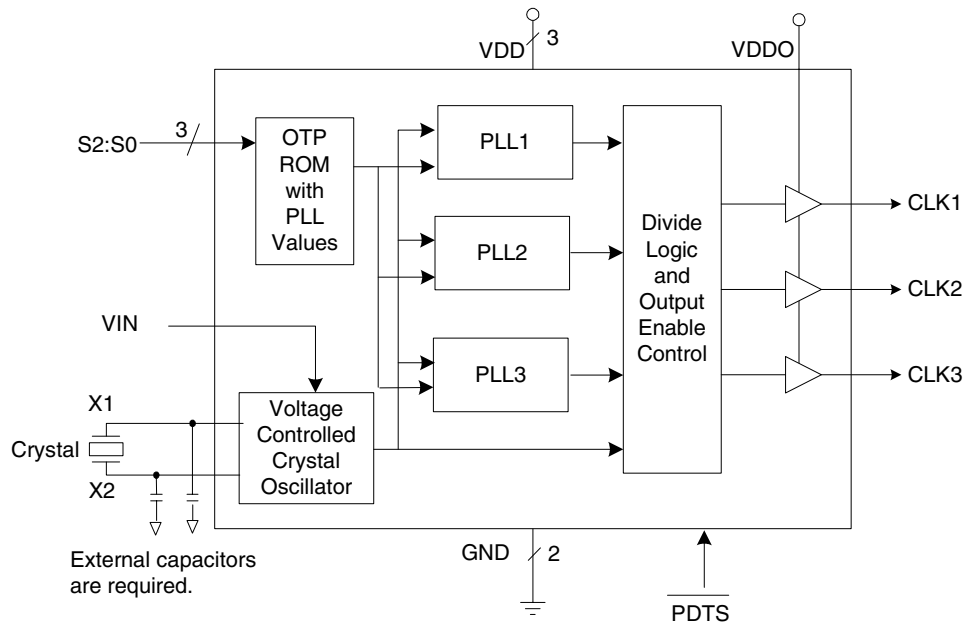 VDD
3
VDDO
S2:S0
3
OTP
ROM
with
PLL
Values
PLL1
PLL2
PLL3
Divide
Logic
and
Output
Enable
Control
CLK1
CLK2
CLK3
VIN
X1
Crystal
X2
Voltage
Controlled
Crystal
Oscillator
External capacitors
are required.
GND
2
PDTS